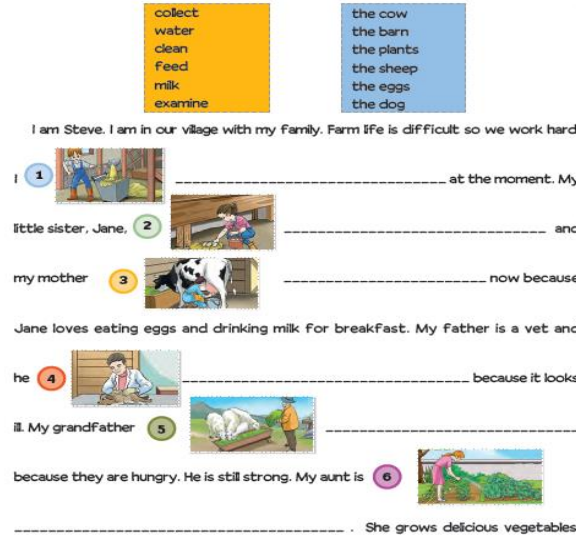 collect
water
clean
feed
milk
examine
the cow
the barn
the plants
the sheep
the eggs
the dog
I am Steve. I am in our village with my family. Farm life is difficult so we work hard
I 1 ________________________________ at the moment. My
little sister, Jane, 2 ________________________________ and
my mother 3 ________________________ now because
Jane loves eating eggs and drinking milk for breakfast. My father is a vet and
he 4 __________________________________ because it looks
ill. My grandfather 5 ______________________________
because they are hungry. He is still strong. My aunt is 6
________________________________________ . She grows delicious vegetables